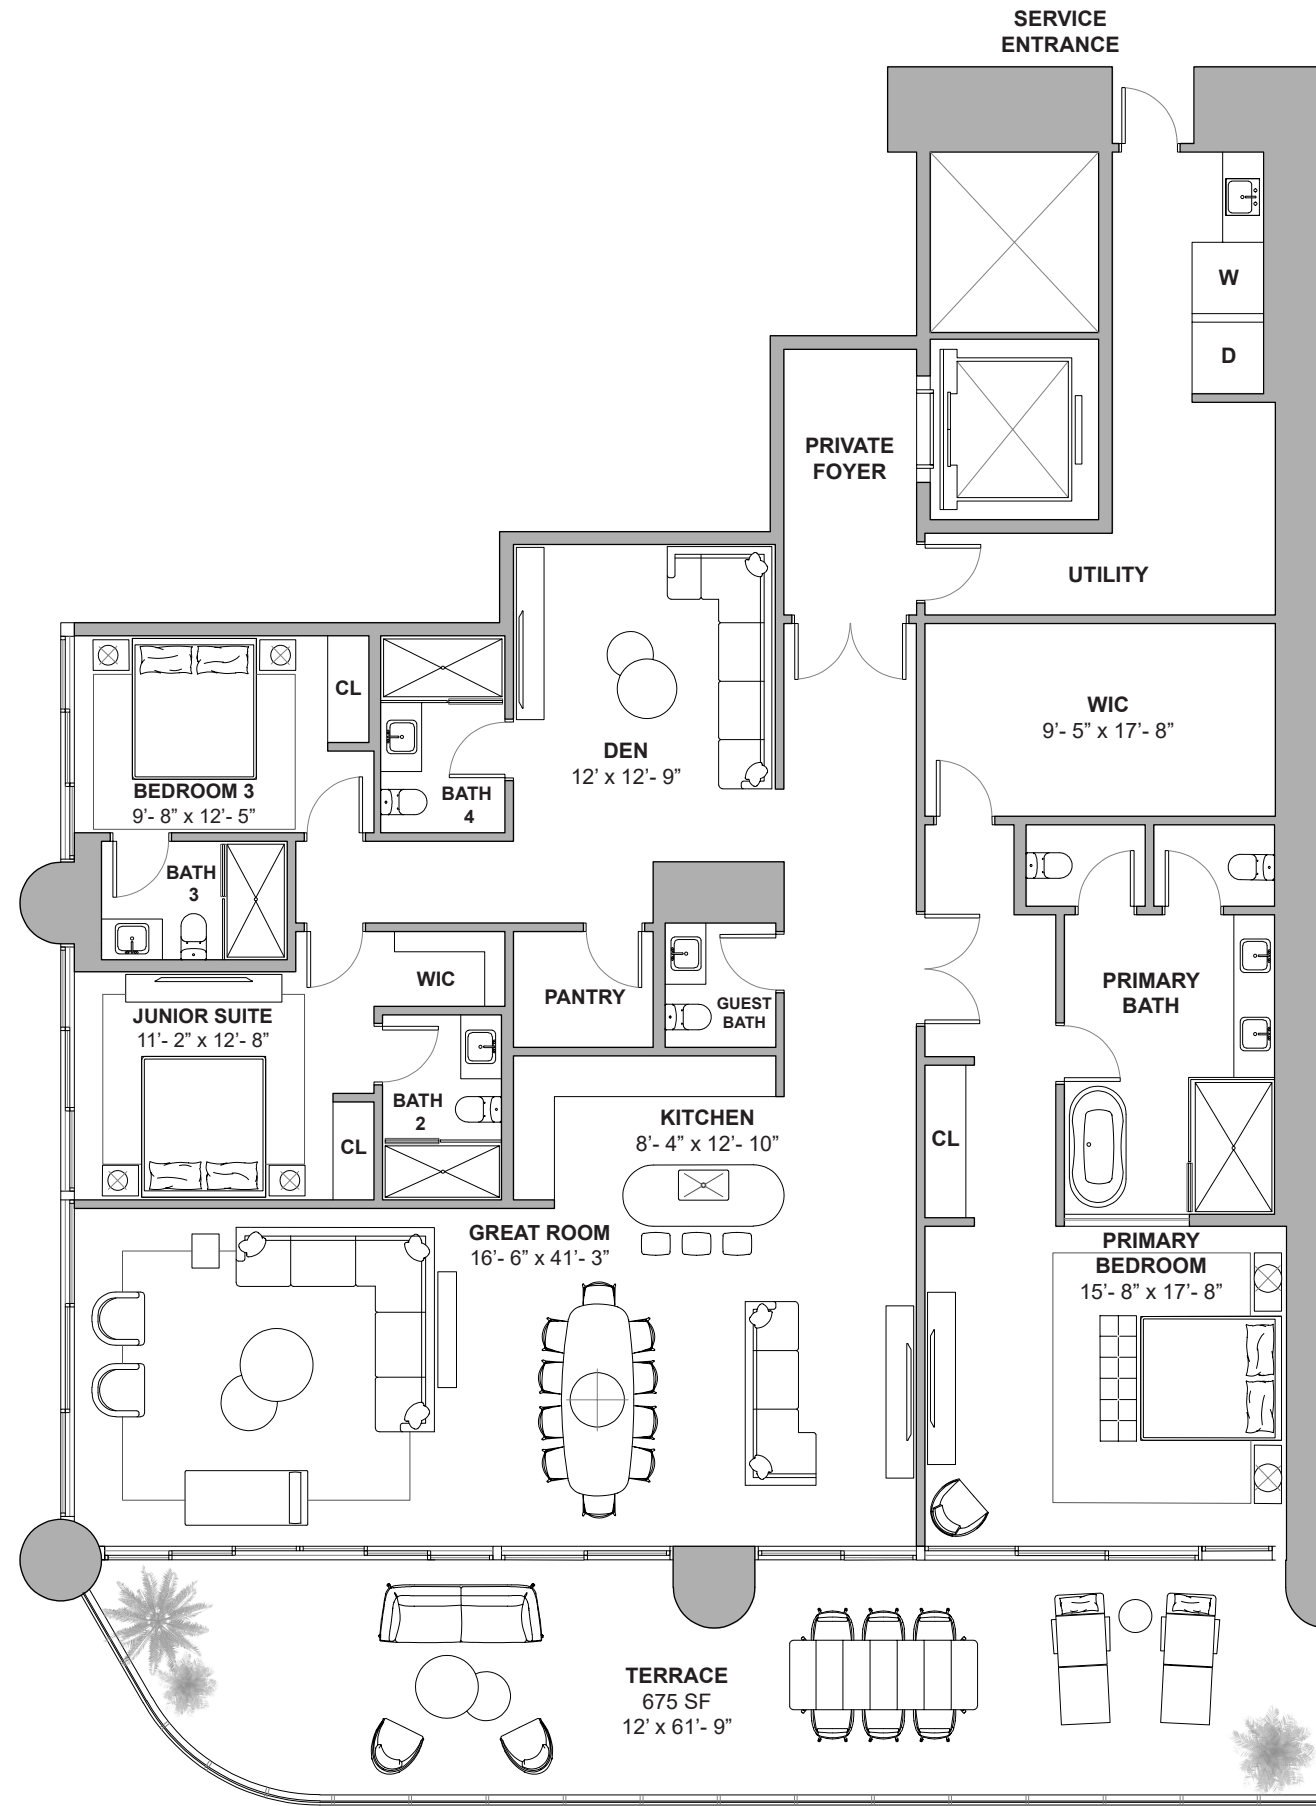 SERVICE
ENTRANCE
W
D
PRIVATE
FOYER
UTILITY
WIC
9’- 5” x 17’- 8”
CL
DEN
12’ x 12’- 9”
BEDROOM 3
9’- 8” x 12’- 5”
BATH
4
BATH
3
WIC
PANTRY
GUEST
BATH
PRIMARY
BATH
JUNIOR SUITE
11’- 2” x 12’- 8”
BATH
2
CL
KITCHEN
8’- 4” x 12’- 10”
CL
GREAT ROOM
16’- 6” x 41’- 3”
PRIMARY
BEDROOM
15’- 8” x 17’- 8”
TERRACE
675 SF
12’ x 61’- 9”